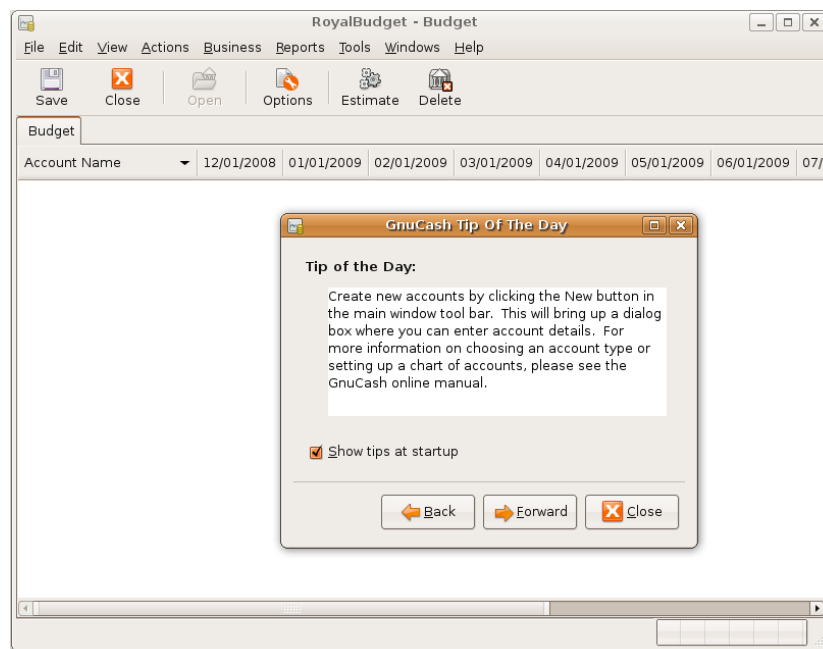 RoyalBudget - Budget
File Edit View Actions Business Reports Tools Windows Help
Save Close Open Options Estimate Delete
Budget
Account Name 12/01/2008 01/01/2009 02/01/2009 03/01/2009 04/01/2009 05/01/2009 06/01/2009 07/
GnuCash Tip Of The Day
Tip of the Day:
Create new accounts by clicking the New button in
the main window tool bar. This will bring up a dialog
box where you can enter account details. For
more information on choosing an account type or
setting up a chart of accounts, please see the
GnuCash online manual.
Show tips at startup
Back Forward Close